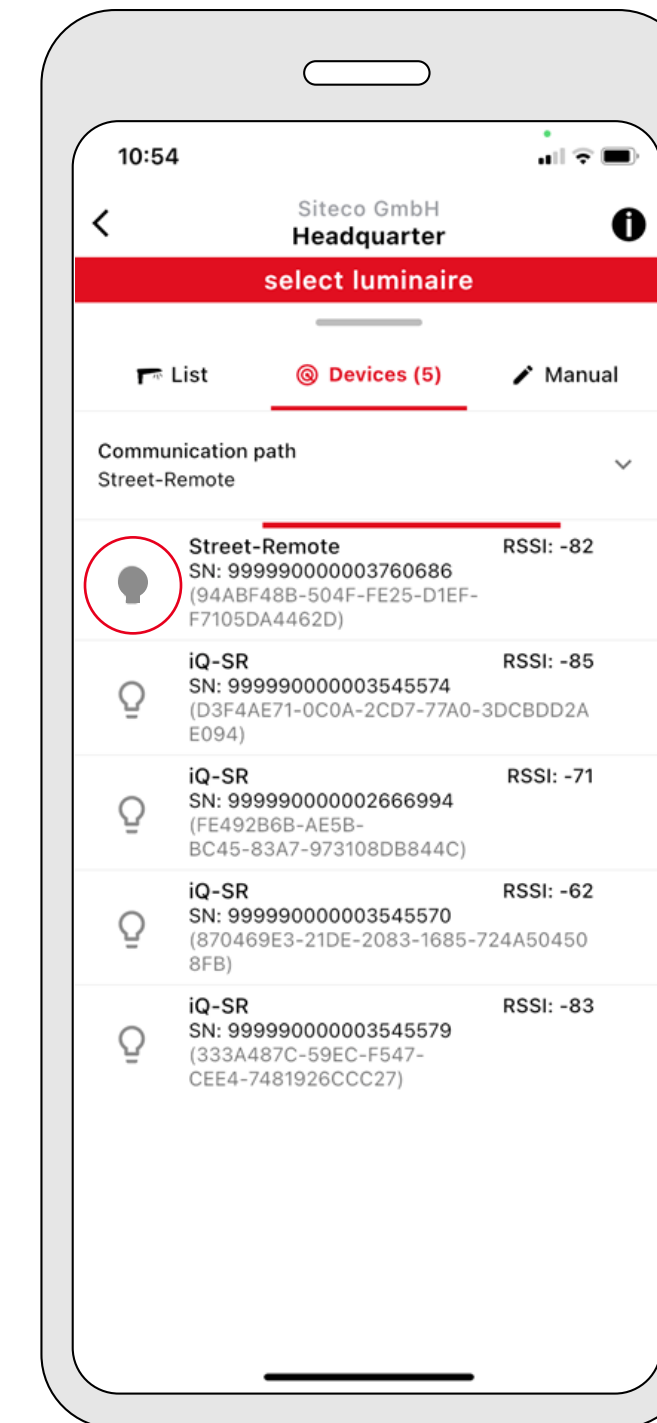 10:54
Siteco GmbH
Headquarter
select luminaire
List
Devices (5)
Manual
Communication path
Street-Remote
Street-Remote RSSI: -82
SN: 999990000003760686
(94ABF48B-504F-FE25-D1EF-
F7105DA4462D)
iQ-SR RSSI: -85
SN: 999990000003545574
(D3F4AE71-0C0A-2CD7-77A0-3DCBDD2A
E094)
iQ-SR RSSI: -71
SN: 999990000002666994
(FE492B6B-AE5B-
BC45-83A7-973108DB844C)
iQ-SR RSSI: -62
SN: 999990000003545570
(870469E3-21DE-2083-1685-724A50450
8FB)
iQ-SR RSSI: -83
SN: 999990000003545579
(333A487C-59EC-F547-
CEE4-7481926CCC27)